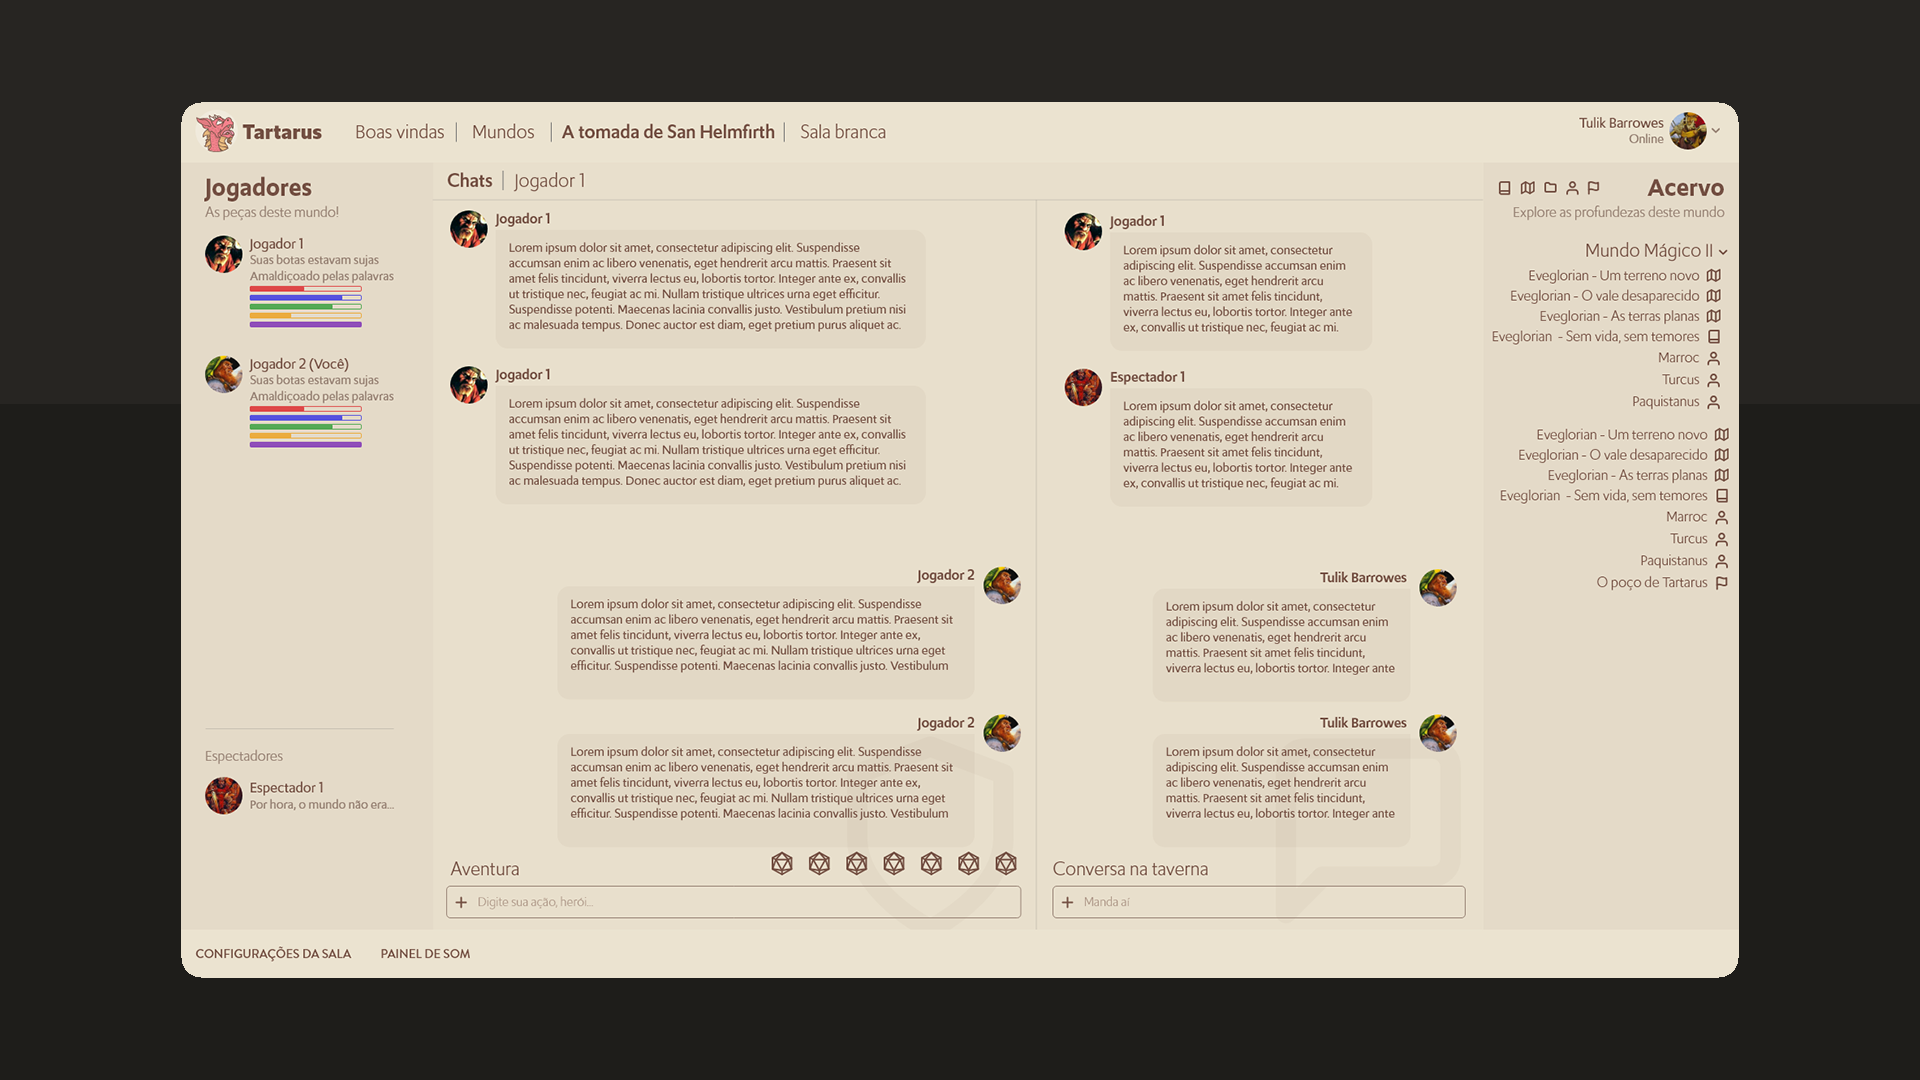 Tartarus
Boas vindas
Mundos
A tomada de San Helmfirth
Sala branca
Tulik Barrowes
Online
Jogadores
As peças deste mundo!
Jogador 1
Suas botas estavam sujas
Amaldiçoado pelas palavras
Jogador 2 (Você)
Suas botas estavam sujas
Amaldiçoado pelas palavras
Espectadores
Espectador 1
Por hora, o mundo não era...
Chats
Jogador 1
Jogador 1
Lorem ipsum dolor sit amet, consectetur adipiscing elit. Suspendisse
accumsan enim ac libero venenatis, eget hendrerit arcu mattis. Praesent sit
amet felis tincidunt, viverra lectus eu, lobortis tortor. Integer ante ex, convallis
ut tristique nec, feugiat ac mi. Nullam tristique ultrices urna eget efficitur.
Suspendisse potenti. Maecenas lacinia convallis justo. Vestibulum pretium nisi
ac malesuada tempus. Donec auctor est diam, eget pretium purus aliquet ac.
Jogador 1
Lorem ipsum dolor sit amet, consectetur adipiscing elit. Suspendisse
accumsan enim ac libero venenatis, eget hendrerit arcu mattis. Praesent sit
amet felis tincidunt, viverra lectus eu, lobortis tortor. Integer ante ex, convallis
ut tristique nec, feugiat ac mi. Nullam tristique ultrices urna eget efficitur.
Suspendisse potenti. Maecenas lacinia convallis justo. Vestibulum pretium nisi
ac malesuada tempus. Donec auctor est diam, eget pretium purus aliquet ac.
Jogador 2
Lorem ipsum dolor sit amet, consectetur adipiscing elit. Suspendisse
accumsan enim ac libero venenatis, eget hendrerit arcu mattis. Praesent sit
amet felis tincidunt, viverra lectus eu, lobortis tortor. Integer ante ex,
convallis ut tristique nec, feugiat ac mi. Nullam tristique ultrices urna eget
efficitur. Suspendisse potenti. Maecenas lacinia convallis justo. Vestibulum
Jogador 2
Lorem ipsum dolor sit amet, consectetur adipiscing elit. Suspendisse
accumsan enim ac libero venenatis, eget hendrerit arcu mattis. Praesent sit
amet felis tincidunt, viverra lectus eu, lobortis tortor. Integer ante ex,
convallis ut tristique nec, feugiat ac mi. Nullam tristique ultrices urna eget
efficitur. Suspendisse potenti. Maecenas lacinia convallis justo. Vestibulum
Aventura
Digite sua ação, herói...
Jogador 1
Lorem ipsum dolor sit amet, consectetur
adipiscing elit. Suspendisse accumsan enim
ac libero venenatis, eget hendrerit arcu
mattis. Praesent sit amet felis tincidunt,
viverra lectus eu, lobortis tortor. Integer ante
ex, convallis ut tristique nec, feugiat ac mi.
Espectador 1
Lorem ipsum dolor sit amet, consectetur
adipiscing elit. Suspendisse accumsan enim
ac libero venenatis, eget hendrerit arcu
mattis. Praesent sit amet felis tincidunt,
viverra lectus eu, lobortis tortor. Integer ante
ex, convallis ut tristique nec, feugiat ac mi.
Tulik Barrowes
Lorem ipsum dolor sit amet, consectetur
adipiscing elit. Suspendisse accumsan enim
ac libero venenatis, eget hendrerit arcu
mattis. Praesent sit amet felis tincidunt,
viverra lectus eu, lobortis tortor. Integer ante
Tulik Barrowes
Lorem ipsum dolor sit amet, consectetur
adipiscing elit. Suspendisse accumsan enim
ac libero venenatis, eget hendrerit arcu
mattis. Praesent sit amet felis tincidunt,
viverra lectus eu, lobortis tortor. Integer ante
Conversa na taverna
Manda aí
Acervo
Explore as profundezas deste mundo
Mundo Mágico II
Eveglorian - Um terreno novo
Eveglorian - O vale desaparecido
Eveglorian - As terras planas
Eveglorian - Sem vida, sem temores
Marroc
Turcus
Paquistanus
Eveglorian - Um terreno novo
Eveglorian - O vale desaparecido
Eveglorian - As terras planas
Eveglorian - Sem vida, sem temores
Marroc
Turcus
Paquistanus
O poço de Tartarus
CONFIGURAÇÕES DA SALA
PAINEL DE SOM